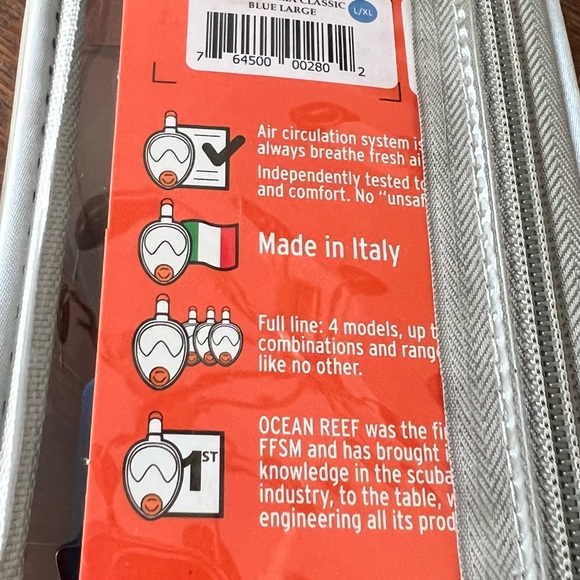 CLASSIC
BLUE LARGE
L/XL
7 64500 00280 2
Air circulation system is
always breathe fresh ai
Independently tested to
and comfort. No "unsaf
Made in Italy
Full line: 4 models, up t
combinations and rang
like no other.
1ST
OCEAN REEF was the fi
FFSM and has brought i
knowledge in the scuba
industry, to the table, w
engineering all its prod